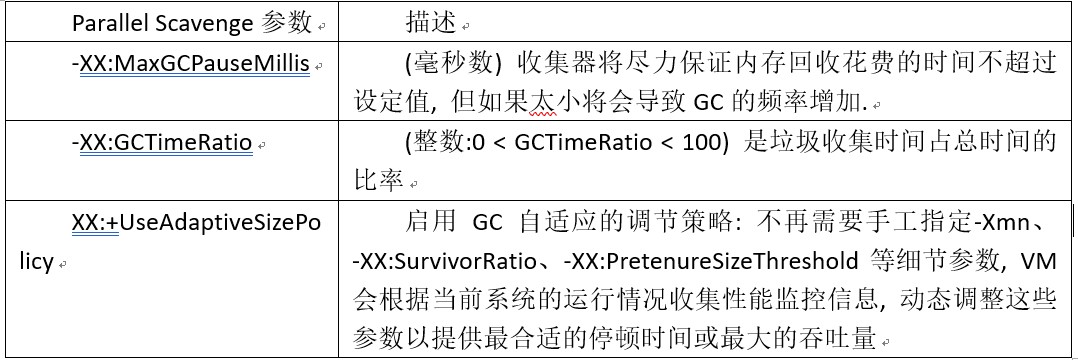 Parallel Scavenge 参数
描述
-XX:MaxGCPauseMillis
(毫秒数) 收集器将尽力保证内存回收花费的时间不超过
设定值, 但如果太小将会导致 GC 的频率增加.
-XX:GCTimeRatio
(整数:0 < GCTimeRatio < 100) 是垃圾收集时间占总时间的
比率
XX:+UseAdaptiveSizePo
licy
启用 GC 自适应的调节策略: 不再需要手工指定-Xmn、
-XX:SurvivorRatio、-XX:PretenureSizeThreshold 等细节参数, VM
会根据当前系统的运行情况收集性能监控信息, 动态调整这些
参数以提供最合适的停顿时间或最大的吞吐量